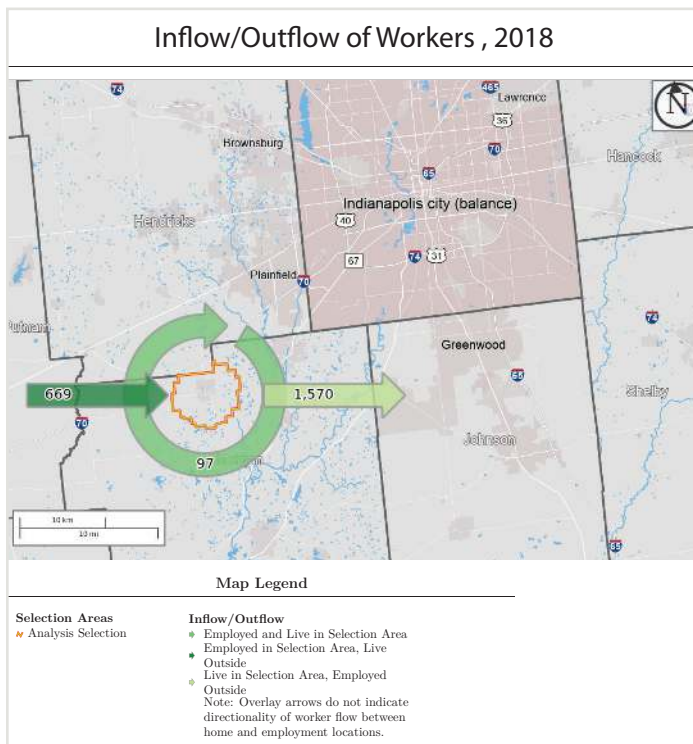 Inflow/Outflow of Workers , 2018
74
465
Lawrence
N
36
Brownsburg
70
Hancock
65
Indianapolis city (balance)
Hendricks
40
67
74
31
Plainfield
70
74
Greenwood
65
Shelby
669
1,570
70
Johnson
97
65
10 km
10 mi
Map Legend
Selection Areas
Analysis Selection
Inflow/Outflow
Employed and Live in Selection Area
Employed in Selection Area, Live
Outside
Live in Selection Area, Employed
Outside
Note: Overlay arrows do not indicate
directionality of worker flow between
home and employment locations.